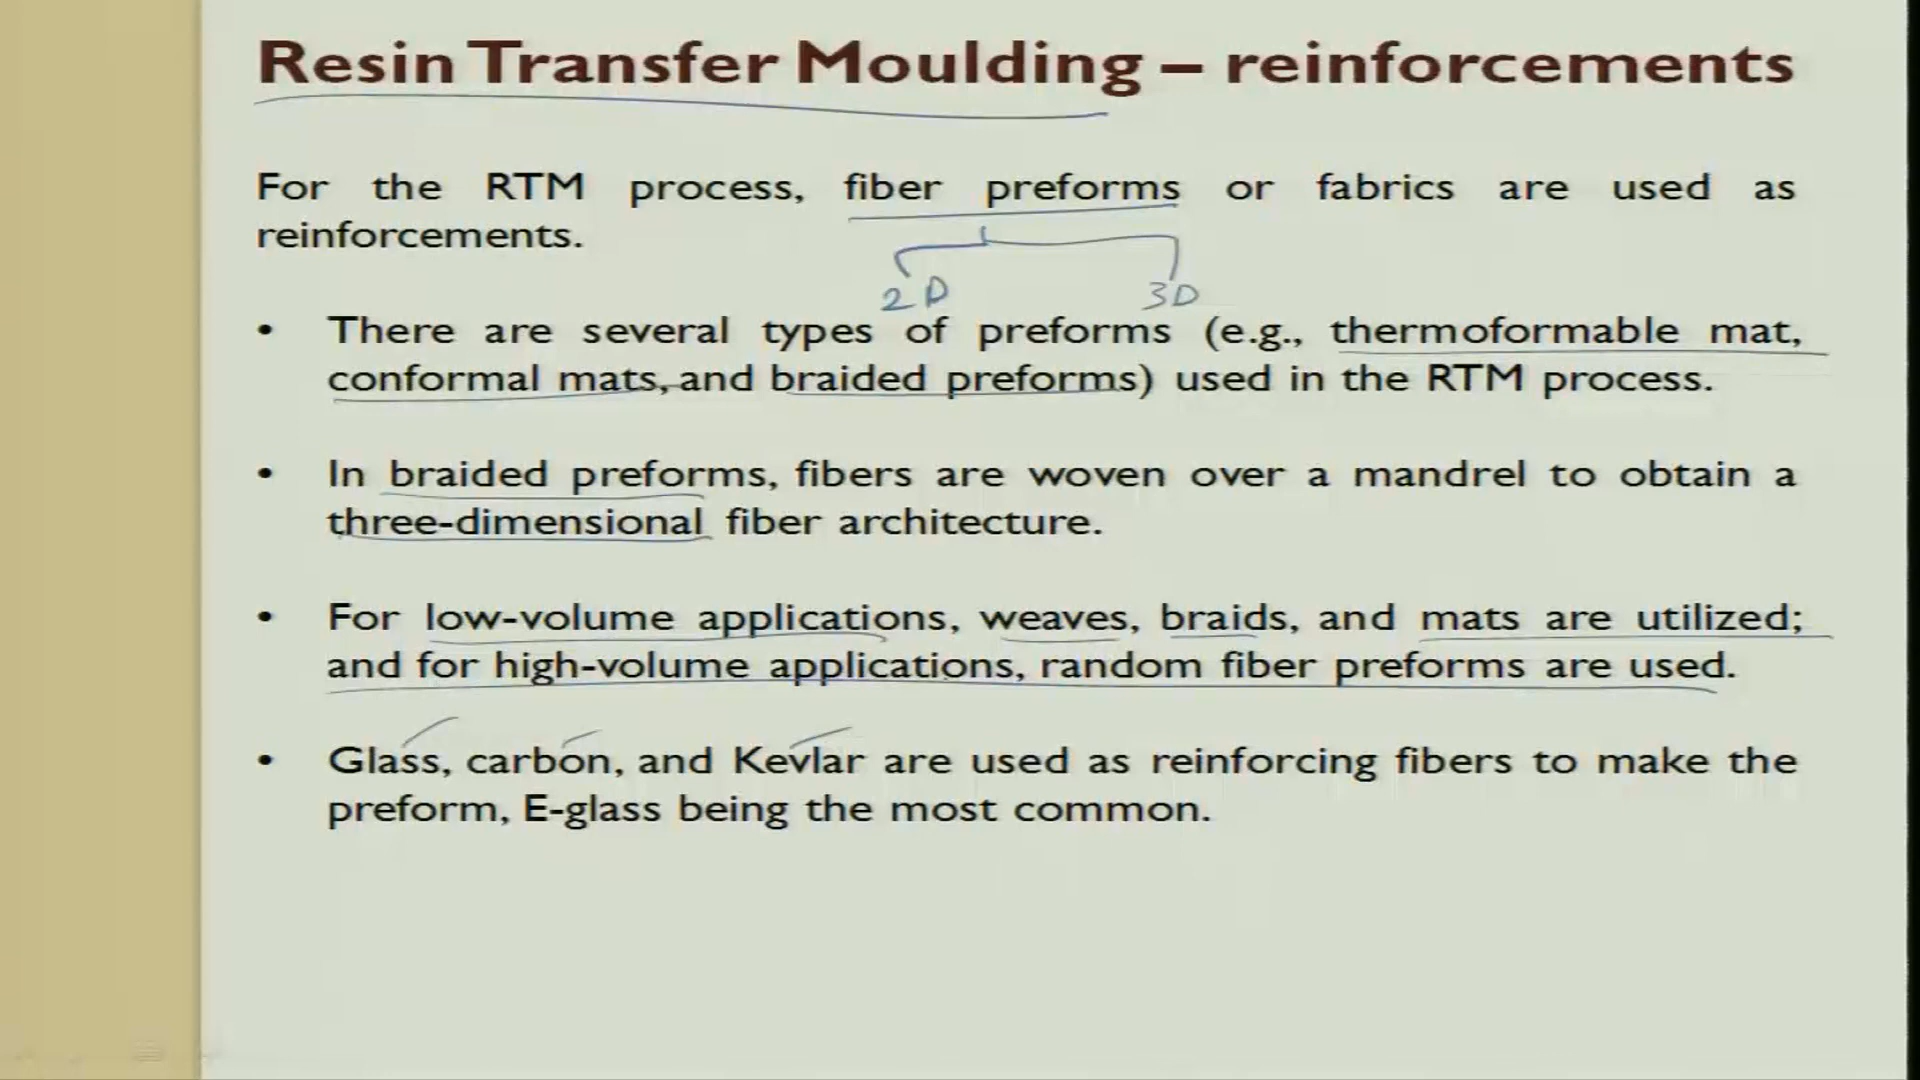 Resin Transfer Moulding – reinforcements
For the RTM process, fiber preforms or fabrics are used as
reinforcements.
2D 3D
• There are several types of preforms (e.g., thermoformable mat,
conformal mats, and braided preforms) used in the RTM process.
• In braided preforms, fibers are woven over a mandrel to obtain a
three-dimensional fiber architecture.
• For low-volume applications, weaves, braids, and mats are utilized;
and for high-volume applications, random fiber preforms are used.
• Glass, carbon, and Kevlar are used as reinforcing fibers to make the
preform, E-glass being the most common.